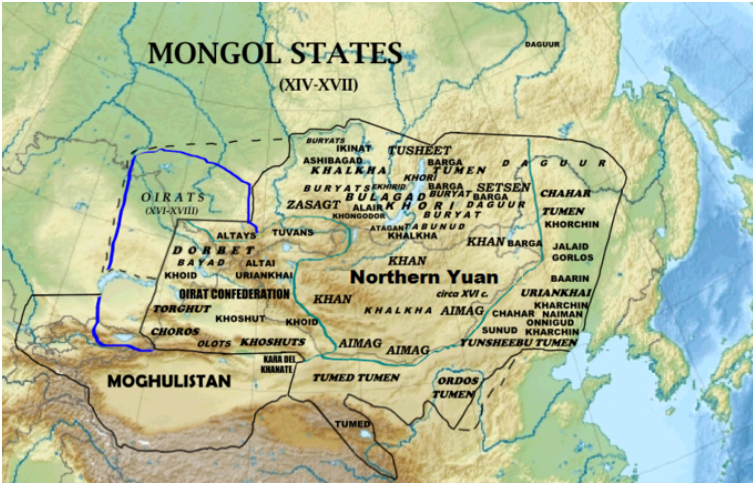 MONGOL STATES
(XIV-XVII)
DAGUUR
BURYATS
IKINAT
TUSHEET
ASHIBAGAD
BARGA
DAGUUR
KHALKHA
TUMEN
KHORI
BURYATS
EKHIRID
BARGA
SETSEN
OIRATS
(XVI-XVIII)
BULAGAD
BURYAT
CHAHAR
ZASAGT
ALAIR
KHORI
DAGUUR
TUMEN
KHONGODOR
BURYAT
KHORCHIN
ALTAYS
TUVANS
ATAGAN
TABUNUD
KHALKHA
KHAN
BARGA
JALAID
GORLOS
DORBET
BAYAD
ALTAI
URIANKHAI
KHAN
KHOID
Northern Yuan
BAARIN
OIRAT CONFEDERATION
KHAN
circa XVI c.
URIANKHAI
TORGHUT
KHALKHA
AIMAG
CHAHAR
KHARCHIN
NAIMAN
ONNIGUD
KHOSHUT
KHOID
SUNUD
KHARCHIN
CHOROS
OLOTS
KHOSHUTS
AIMAG
AIMAG
YUNSHEEBU TUMEN
KARA DEL
KHANATE
MOGHULISTAN
TUMED TUMEN
ORDOS
TUMEN
TUMED